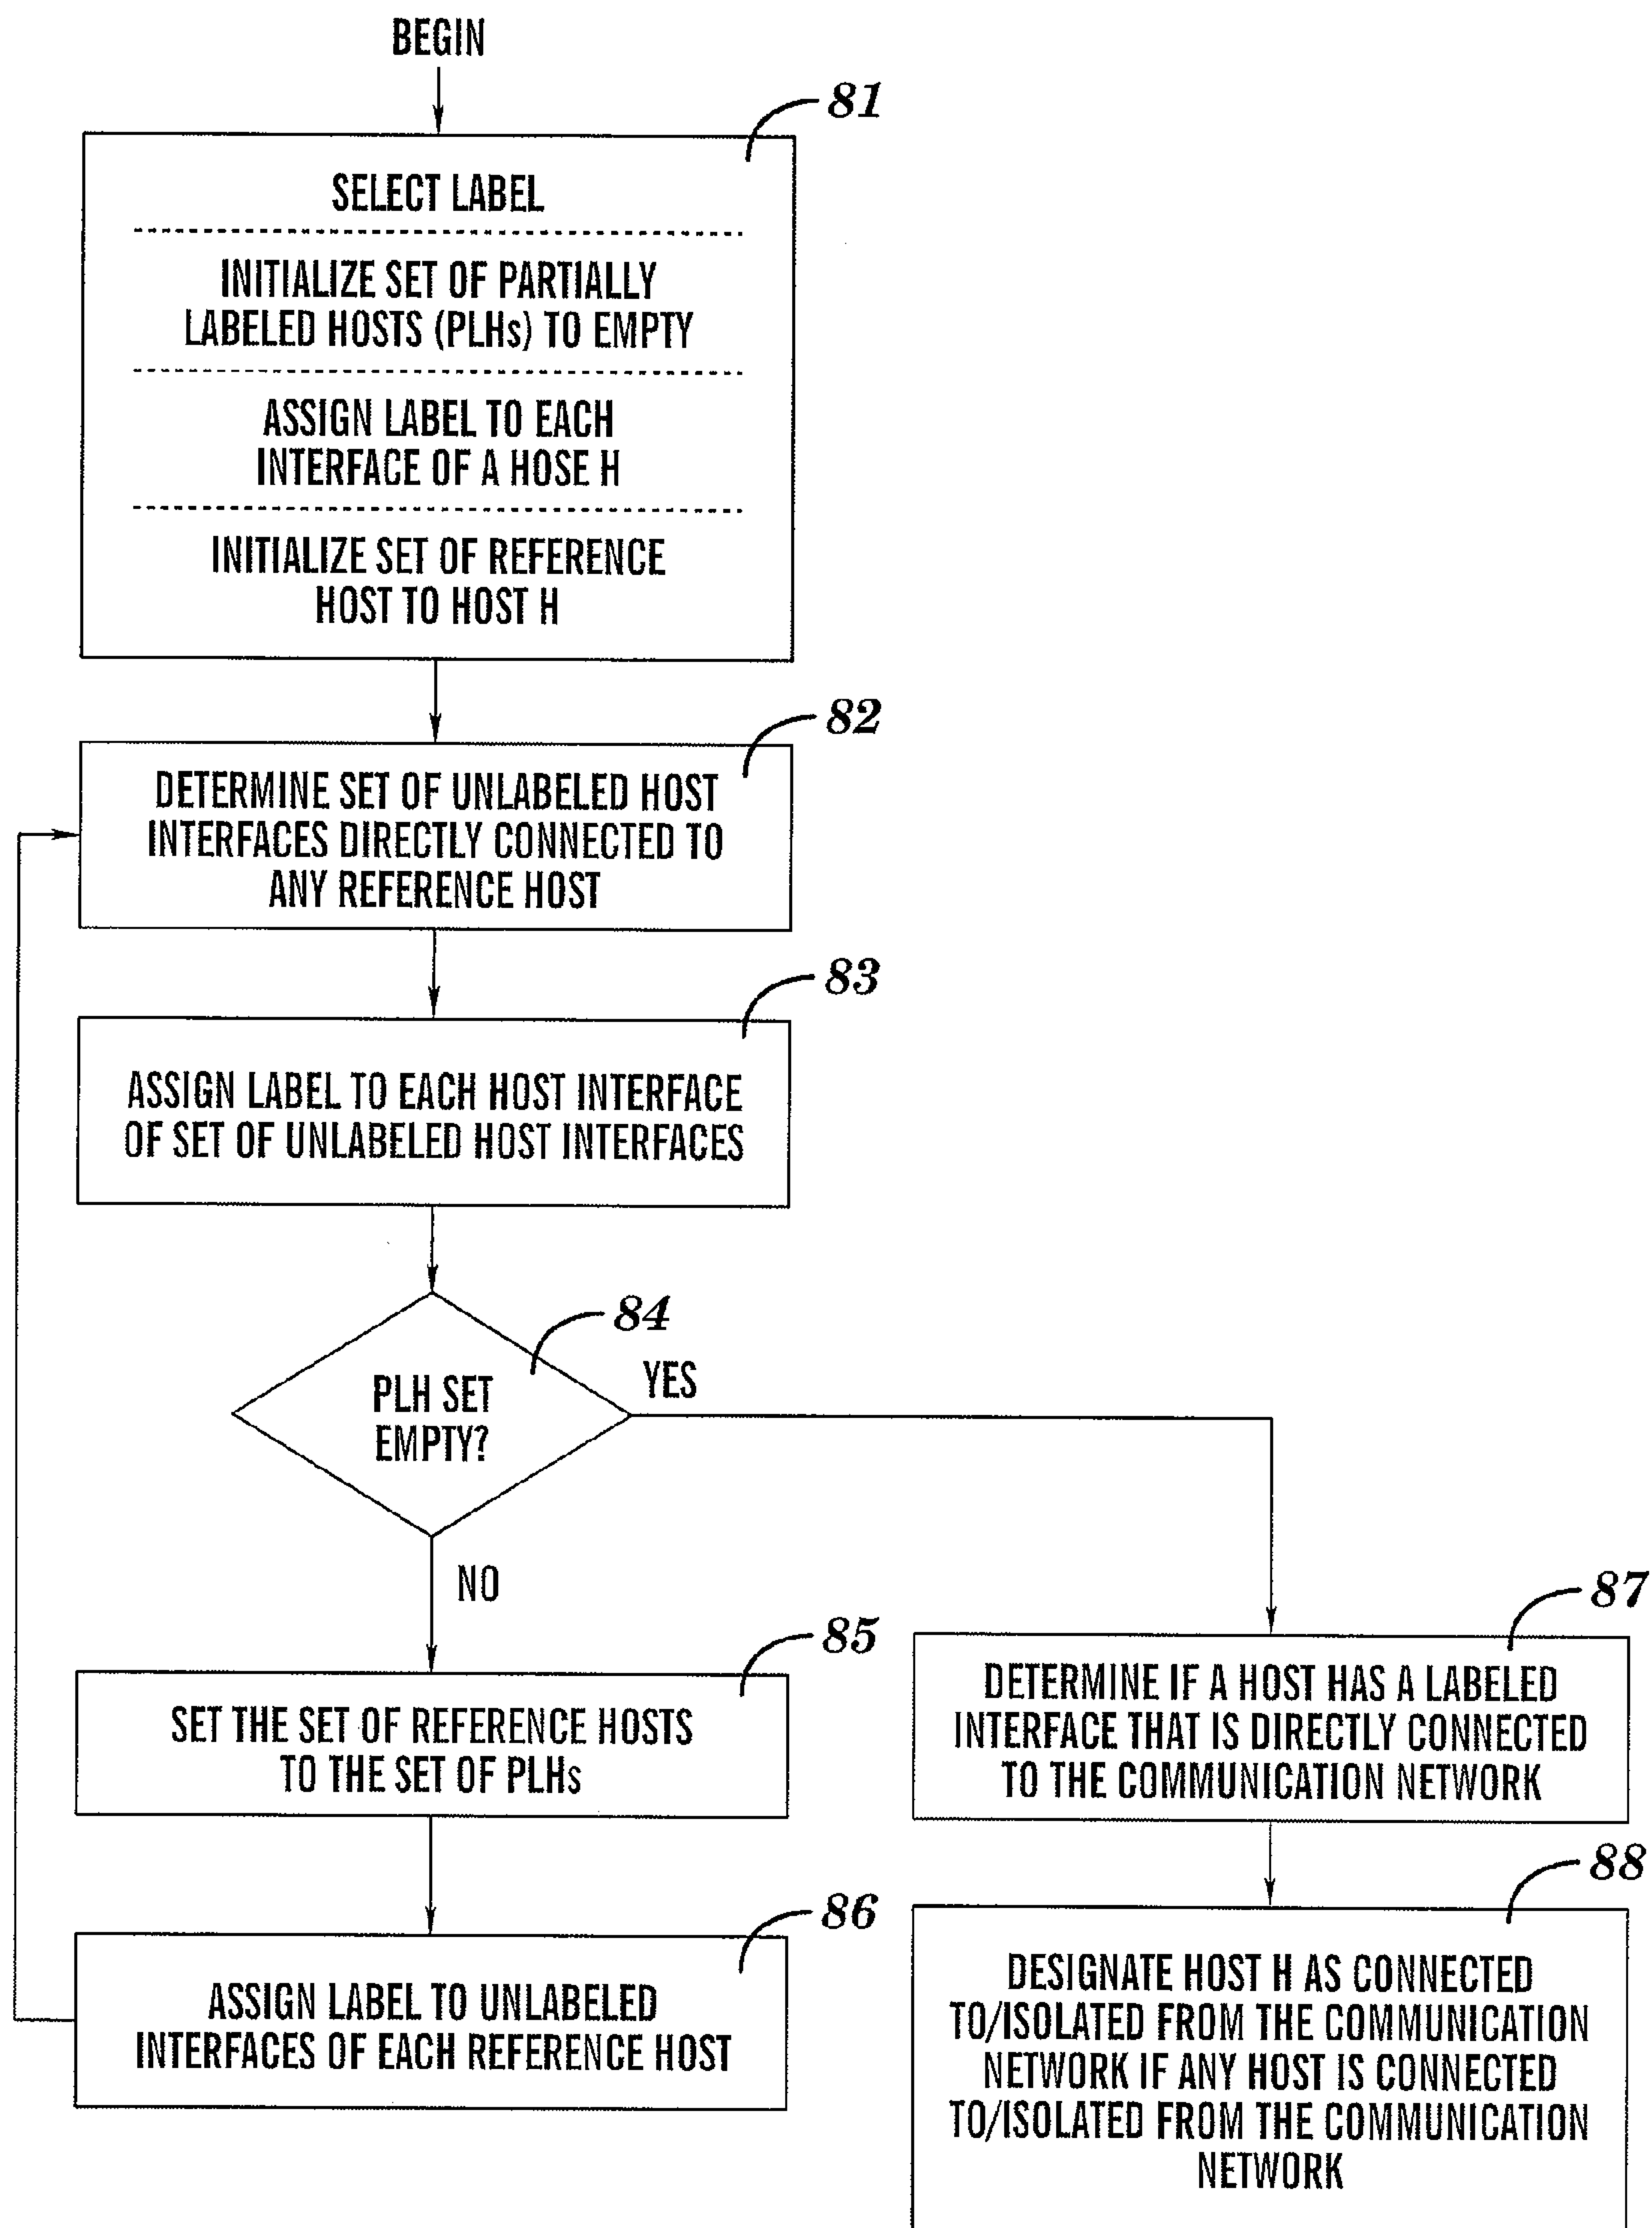 BEGIN
81
SELECT LABEL
INITIALIZE SET OF PARTIALLY
LABELED HOSTS (PLHs) TO EMPTY
ASSIGN LABEL TO EACH
INTERFACE OF A HOSE H
INITIALIZE SET OF REFERENCE
HOST TO HOST H
82
DETERMINE SET OF UNLABELED HOST
INTERFACES DIRECTLY CONNECTED TO
ANY REFERENCE HOST
83
ASSIGN LABEL TO EACH HOST INTERFACE
OF SET OF UNLABELED HOST INTERFACES
84
PLH SET
EMPTY?
YES
NO
85
SET THE SET OF REFERENCE HOSTS
TO THE SET OF PLHs
86
ASSIGN LABEL TO UNLABELED
INTERFACES OF EACH REFERENCE HOST
87
DETERMINE IF A HOST HAS A LABELED
INTERFACE THAT IS DIRECTLY CONNECTED
TO THE COMMUNICATION NETWORK
88
DESIGNATE HOST H AS CONNECTED
TO/ISOLATED FROM THE COMMUNICATION
NETWORK IF ANY HOST IS CONNECTED
TO/ISOLATED FROM THE COMMUNICATION
NETWORK